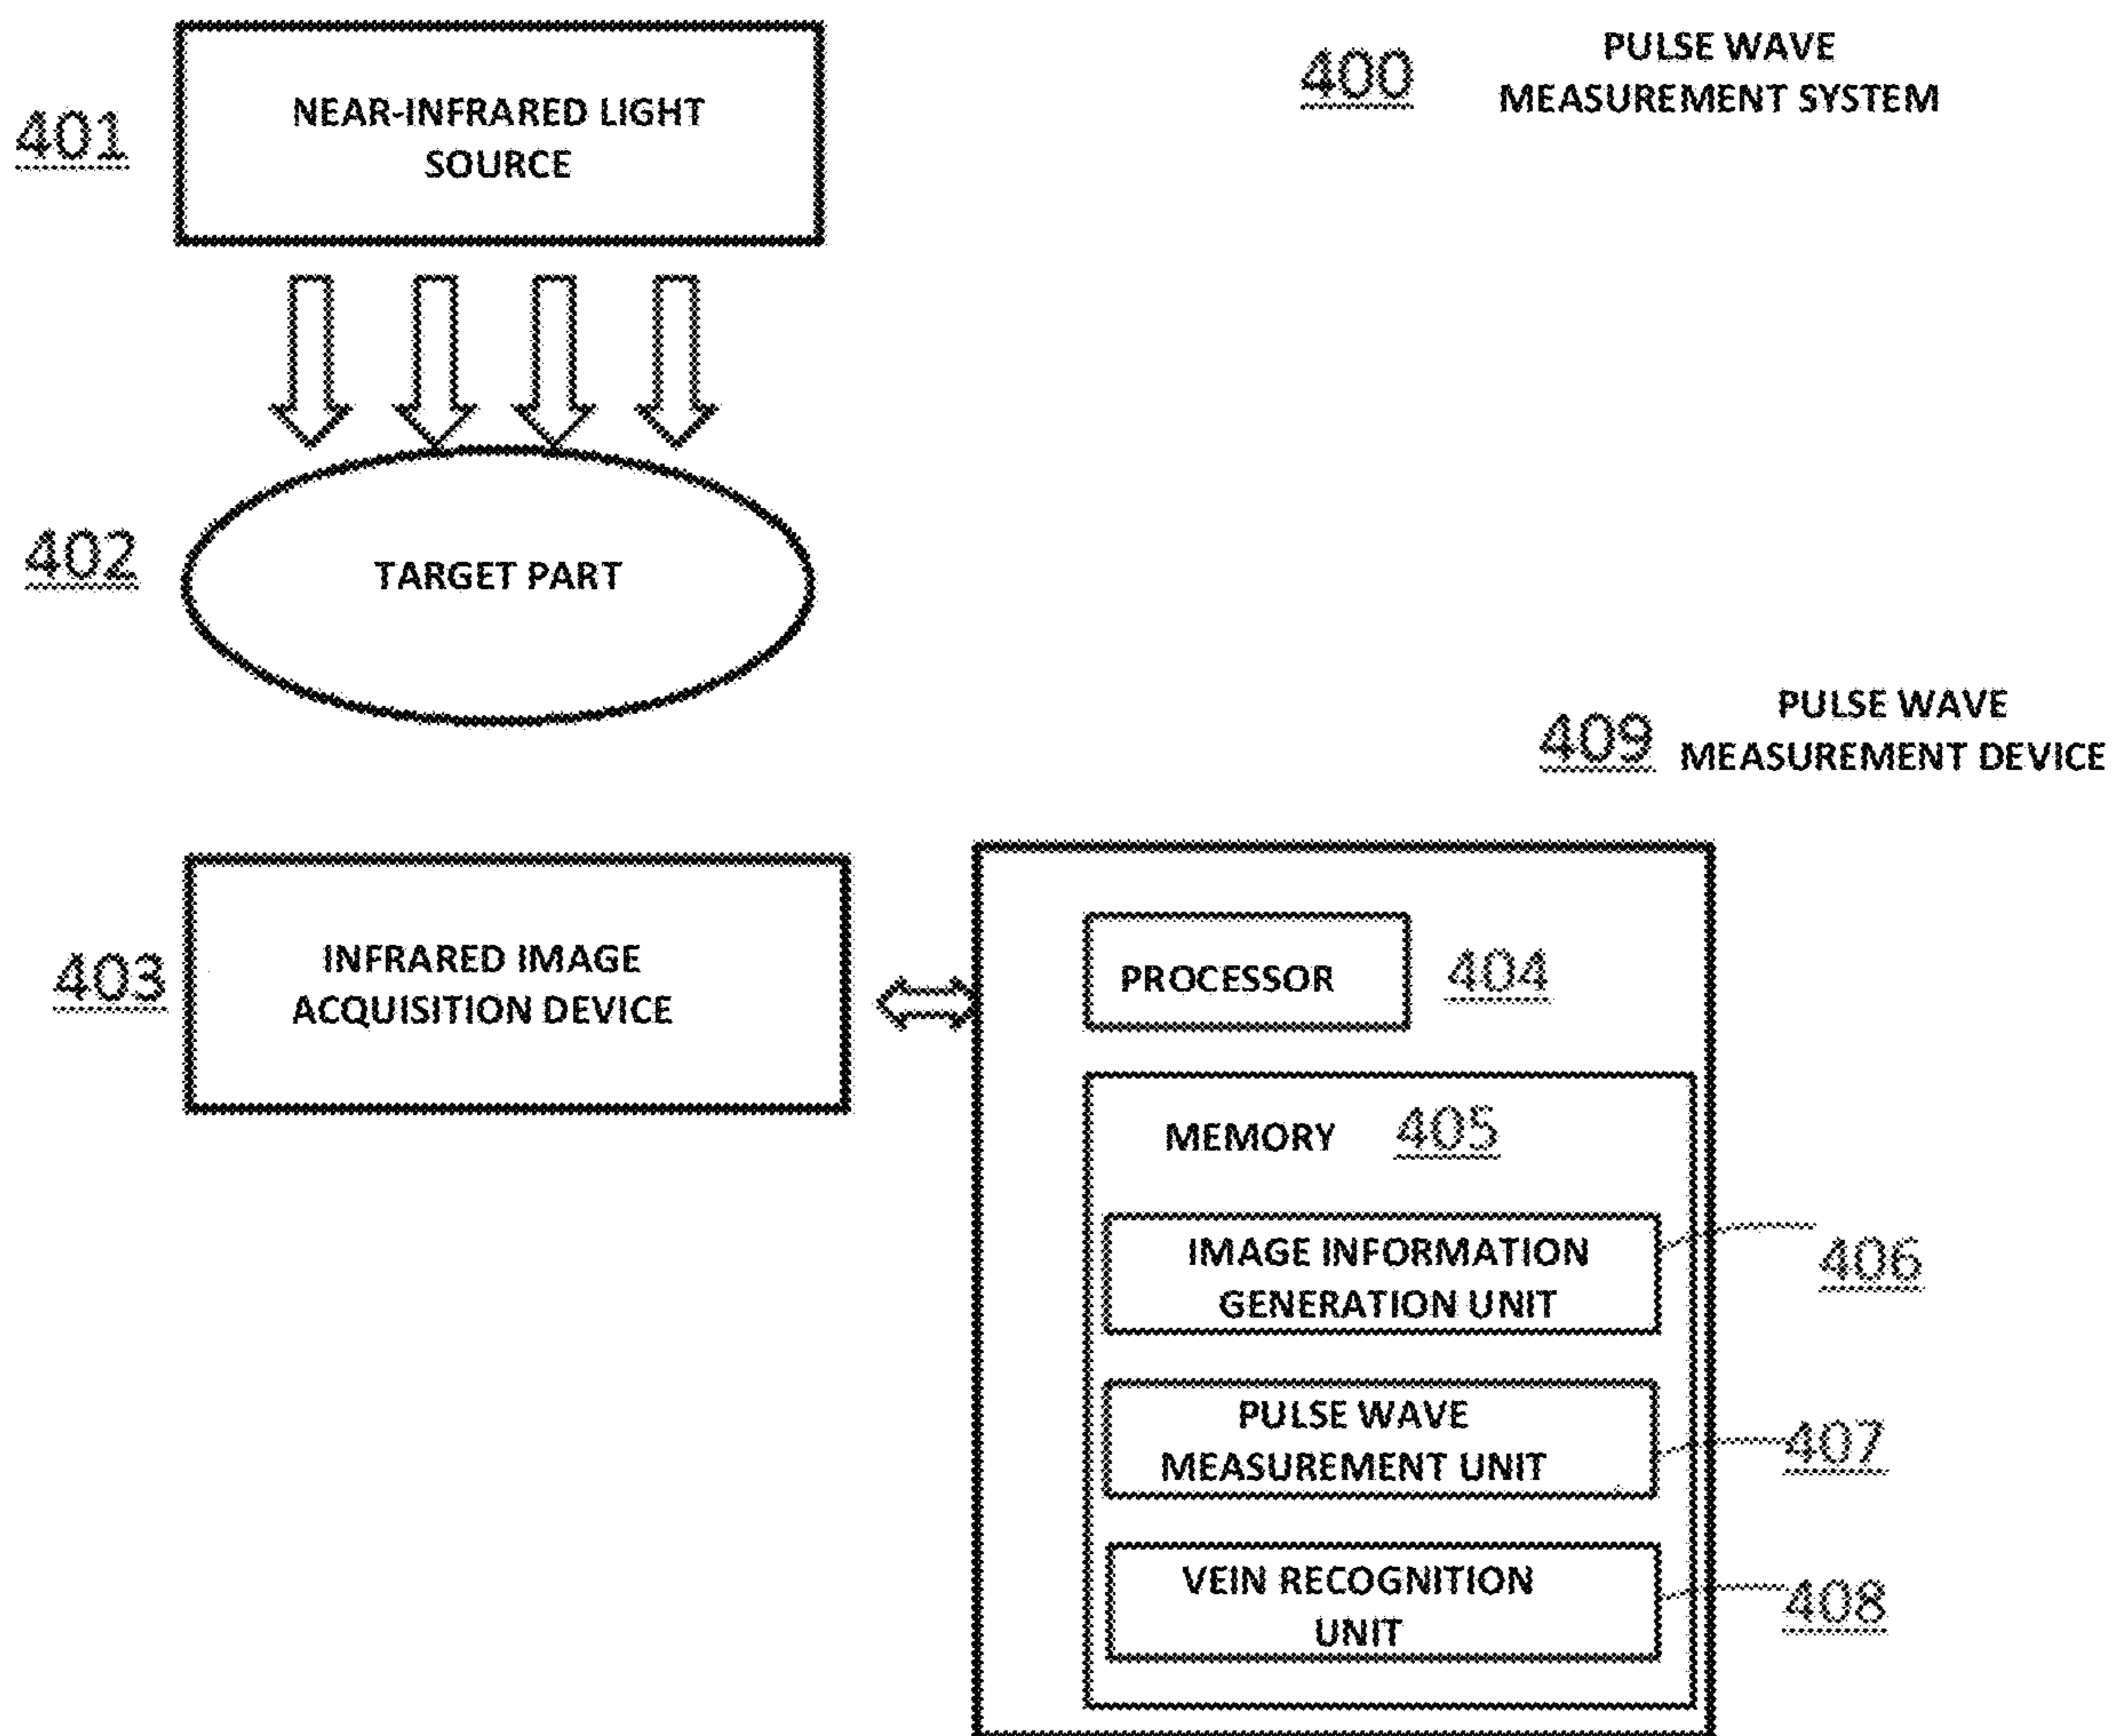 400
PULSE WAVE
MEASUREMENT SYSTEM
401
NEAR-INFRARED LIGHT
SOURCE
402
TARGET PART
409
PULSE WAVE
MEASUREMENT DEVICE
403
INFRARED IMAGE
ACQUISITION DEVICE
PROCESSOR
404
MEMORY
405
IMAGE INFORMATION
GENERATION UNIT
406
PULSE WAVE
MEASUREMENT UNIT
407
VEIN RECOGNITION
UNIT
408